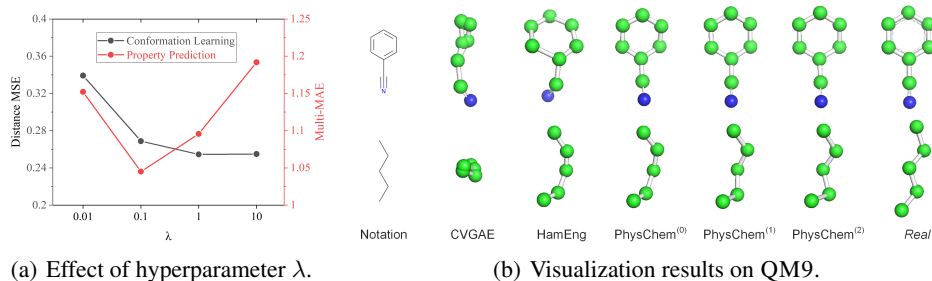 (a)
0.4
0.36
0.32
0.28
0.24
0.2
Distance MSE
Conformation Learning
Property Prediction
1.25
1.2
1.15
1.1
1.05
1
Multi-MAE
0.01 0.1 1 10
λ
(b)
N
Notation CVGAE HamEng PhysChem⁽⁰⁾ PhysChem⁽¹⁾ PhysChem⁽²⁾ Real
(a) Effect of hyperparameter λ. (b) Visualization results on QM9.